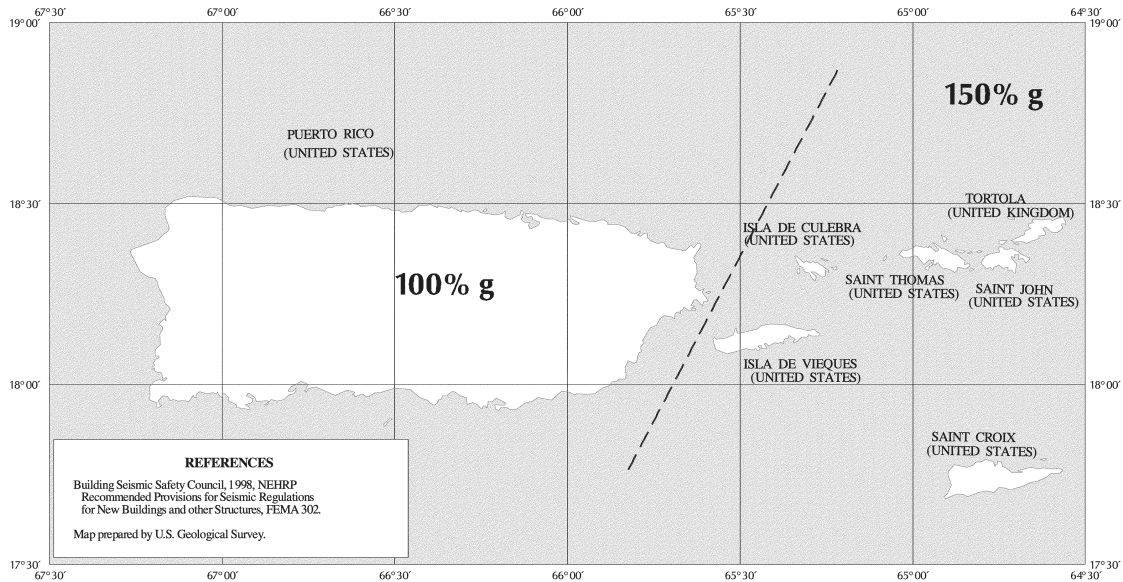 67°30′ 67°00′ 66°30′ 66°00′ 65°30′ 65°00′ 64°30′
19°00′ 19°00′
150% g
PUERTO RICO
(UNITED STATES)
18°30′ 18°30′
TORTOLA
(UNITED KINGDOM)
ISLA DE CULEBRA
(UNITED STATES)
100% g
SAINT THOMAS
(UNITED STATES)
SAINT JOHN
(UNITED STATES)
ISLA DE VIEQUES
(UNITED STATES)
18°00′ 18°00′
SAINT CROIX
(UNITED STATES)
REFERENCES
Building Seismic Safety Council, 1998, NEHRP
Recommended Provisions for Seismic Regulations
for New Buildings and other Structures, FEMA 302.
Map prepared by U.S. Geological Survey.
17°30′ 17°30′
67°30′ 67°00′ 66°30′ 66°00′ 65°30′ 65°00′ 64°30′